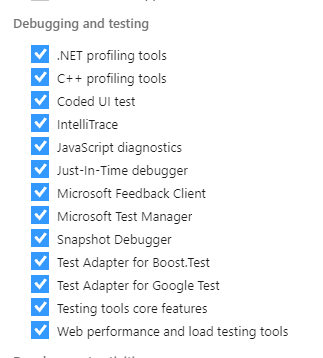 Debugging and testing
.NET profiling tools
C++ profiling tools
Coded UI test
IntelliTrace
JavaScript diagnostics
Just-In-Time debugger
Microsoft Feedback Client
Microsoft Test Manager
Snapshot Debugger
Test Adapter for Boost.Test
Test Adapter for Google Test
Testing tools core features
Web performance and load testing tools